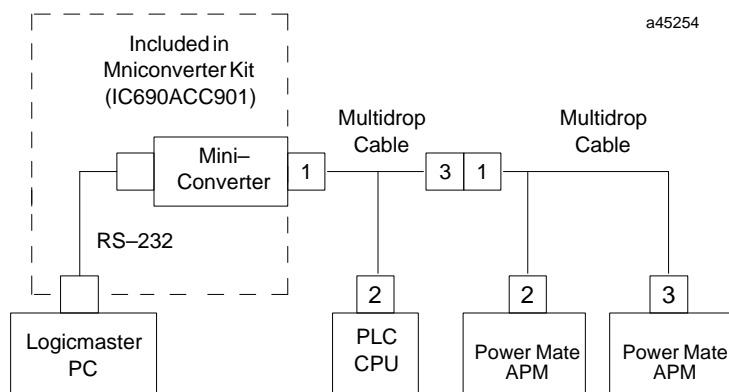 a45254
Included in
Mniconverter Kit
(IC690ACC901)
Multidrop
Cable
Multidrop
Cable
Mini–
Converter
1
3
1
RS–232
2
2
3
Logicmaster
PC
PLC
CPU
Power Mate
APM
Power Mate
APM